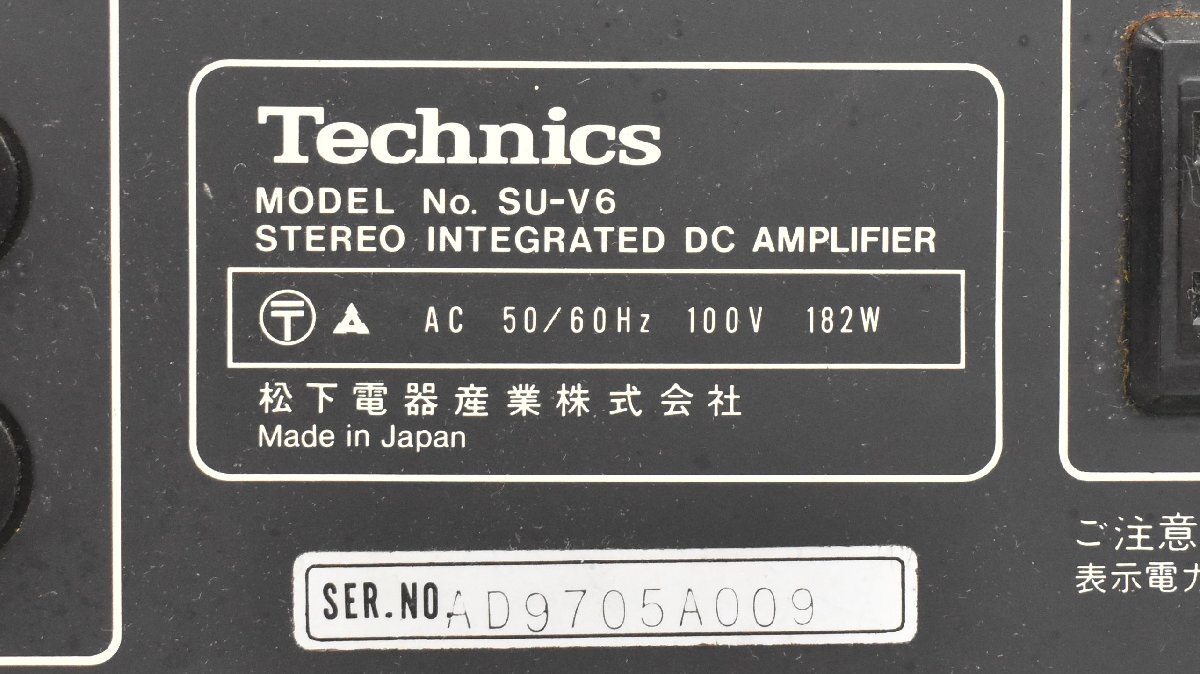 Technics
MODEL No. SU-V6
STEREO INTEGRATED DC AMPLIFIER
〒 AC 50/60Hz 100V 182W
松下電器産業株式会社
Made in Japan
SER.NO. AD9705A009
ご注意
表示電力